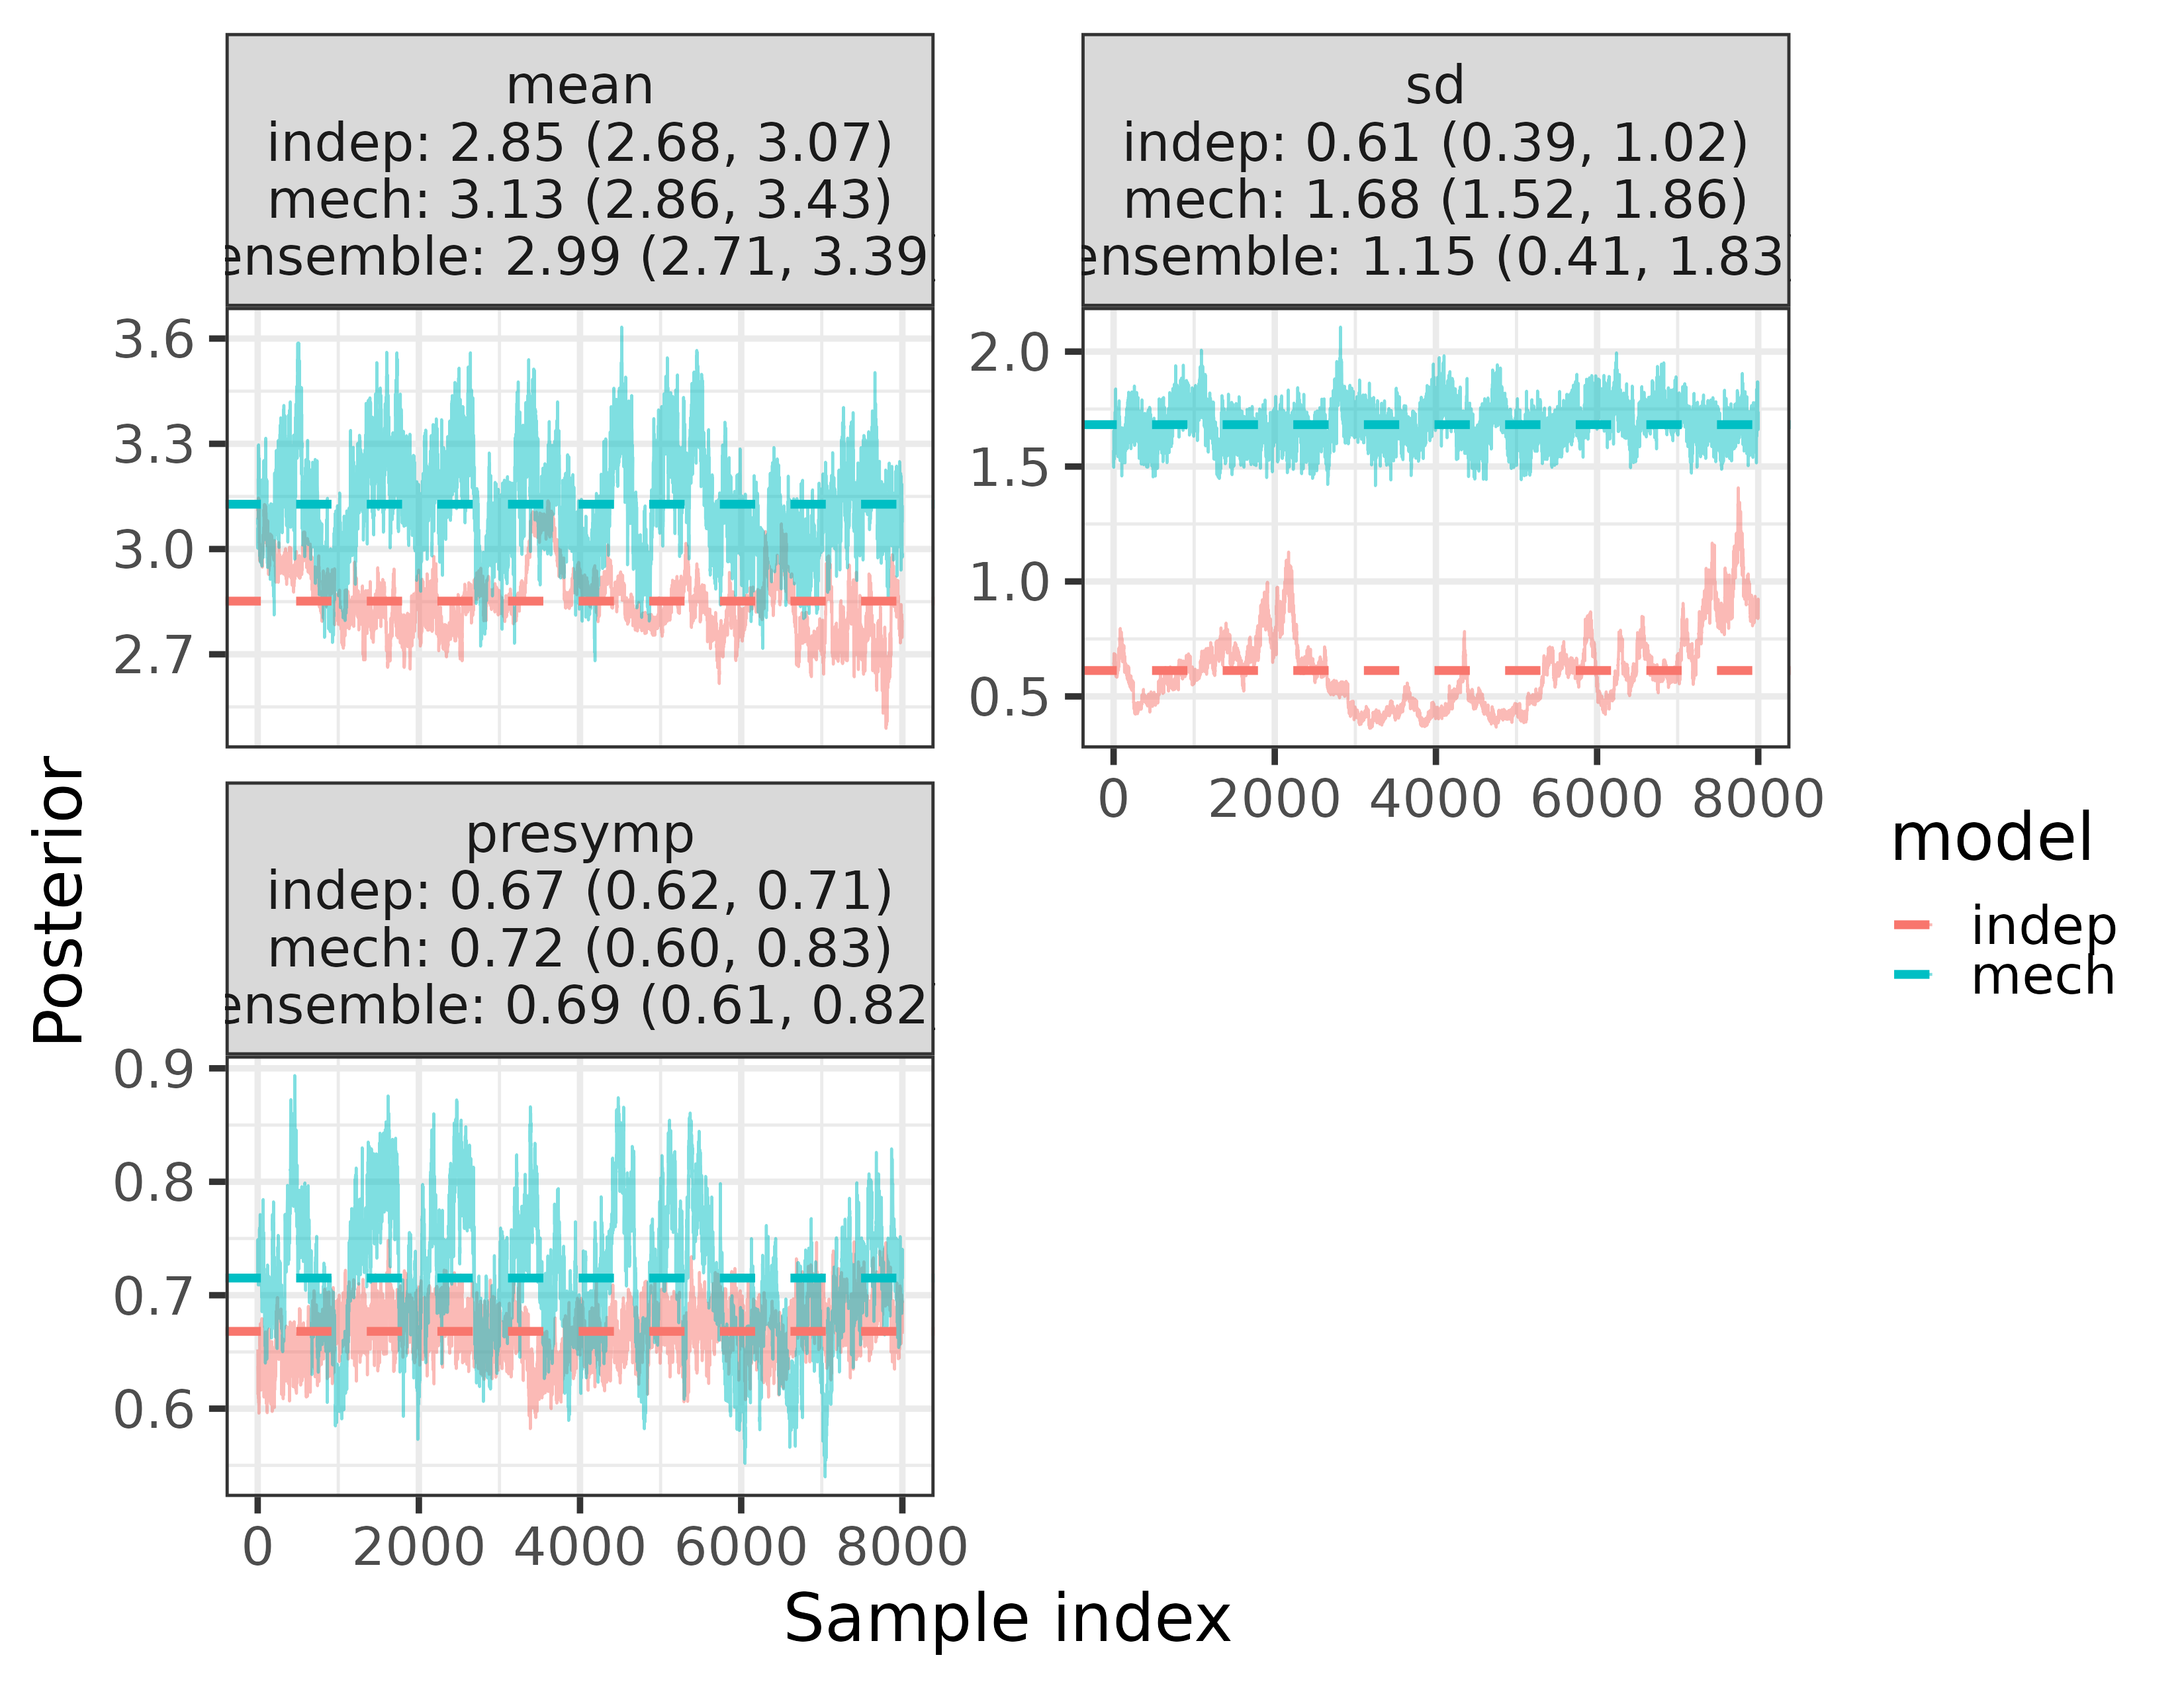 mean
indep: 2.85 (2.68, 3.07)
mech: 3.13 (2.86, 3.43)
ensemble: 2.99 (2.71, 3.39
3.6
3.3
3.0
2.7
sd
indep: 0.61 (0.39, 1.02)
mech: 1.68 (1.52, 1.86)
ensemble: 1.15 (0.41, 1.83
2.0
1.5
1.0
0.5
0 2000 4000 6000 8000
presymp
indep: 0.67 (0.62, 0.71)
mech: 0.72 (0.60, 0.83)
ensemble: 0.69 (0.61, 0.82
0.9
0.8
0.7
0.6
0 2000 4000 6000 8000
Posterior
Sample index
model
indep
mech